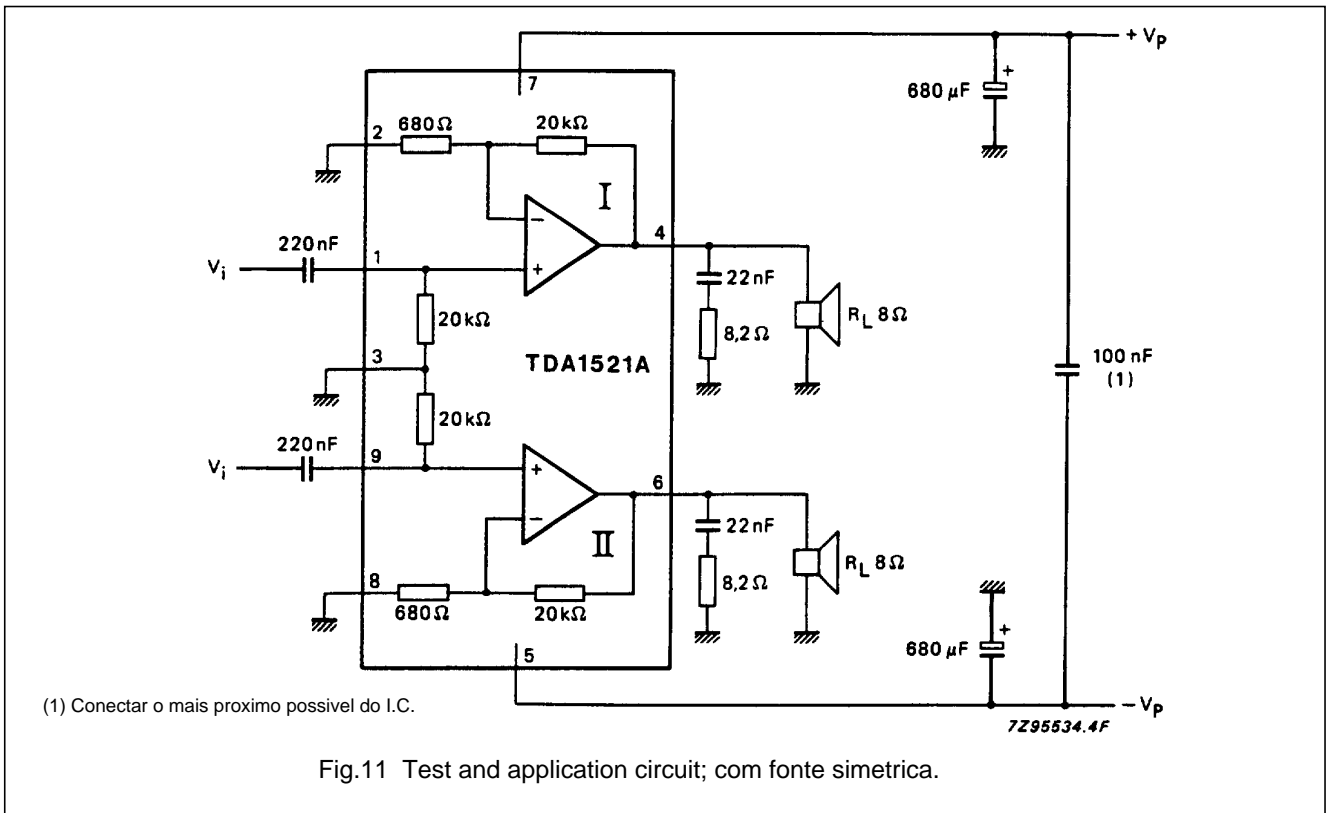 + Vp
7
680 µF
+
2
680Ω
20kΩ
I
−
+
4
220nF
Vi
1
22nF
20kΩ
8,2Ω
RL 8Ω
3
TDA1521A
100 nF
(1)
20kΩ
220nF
Vi
9
+
−
6
22nF
II
8,2Ω
RL 8Ω
8
680Ω
20kΩ
680 µF
+
5
(1) Conectar o mais proximo possivel do I.C.
− Vp
7Z95534.4F
Fig.11 Test and application circuit; com fonte simetrica.